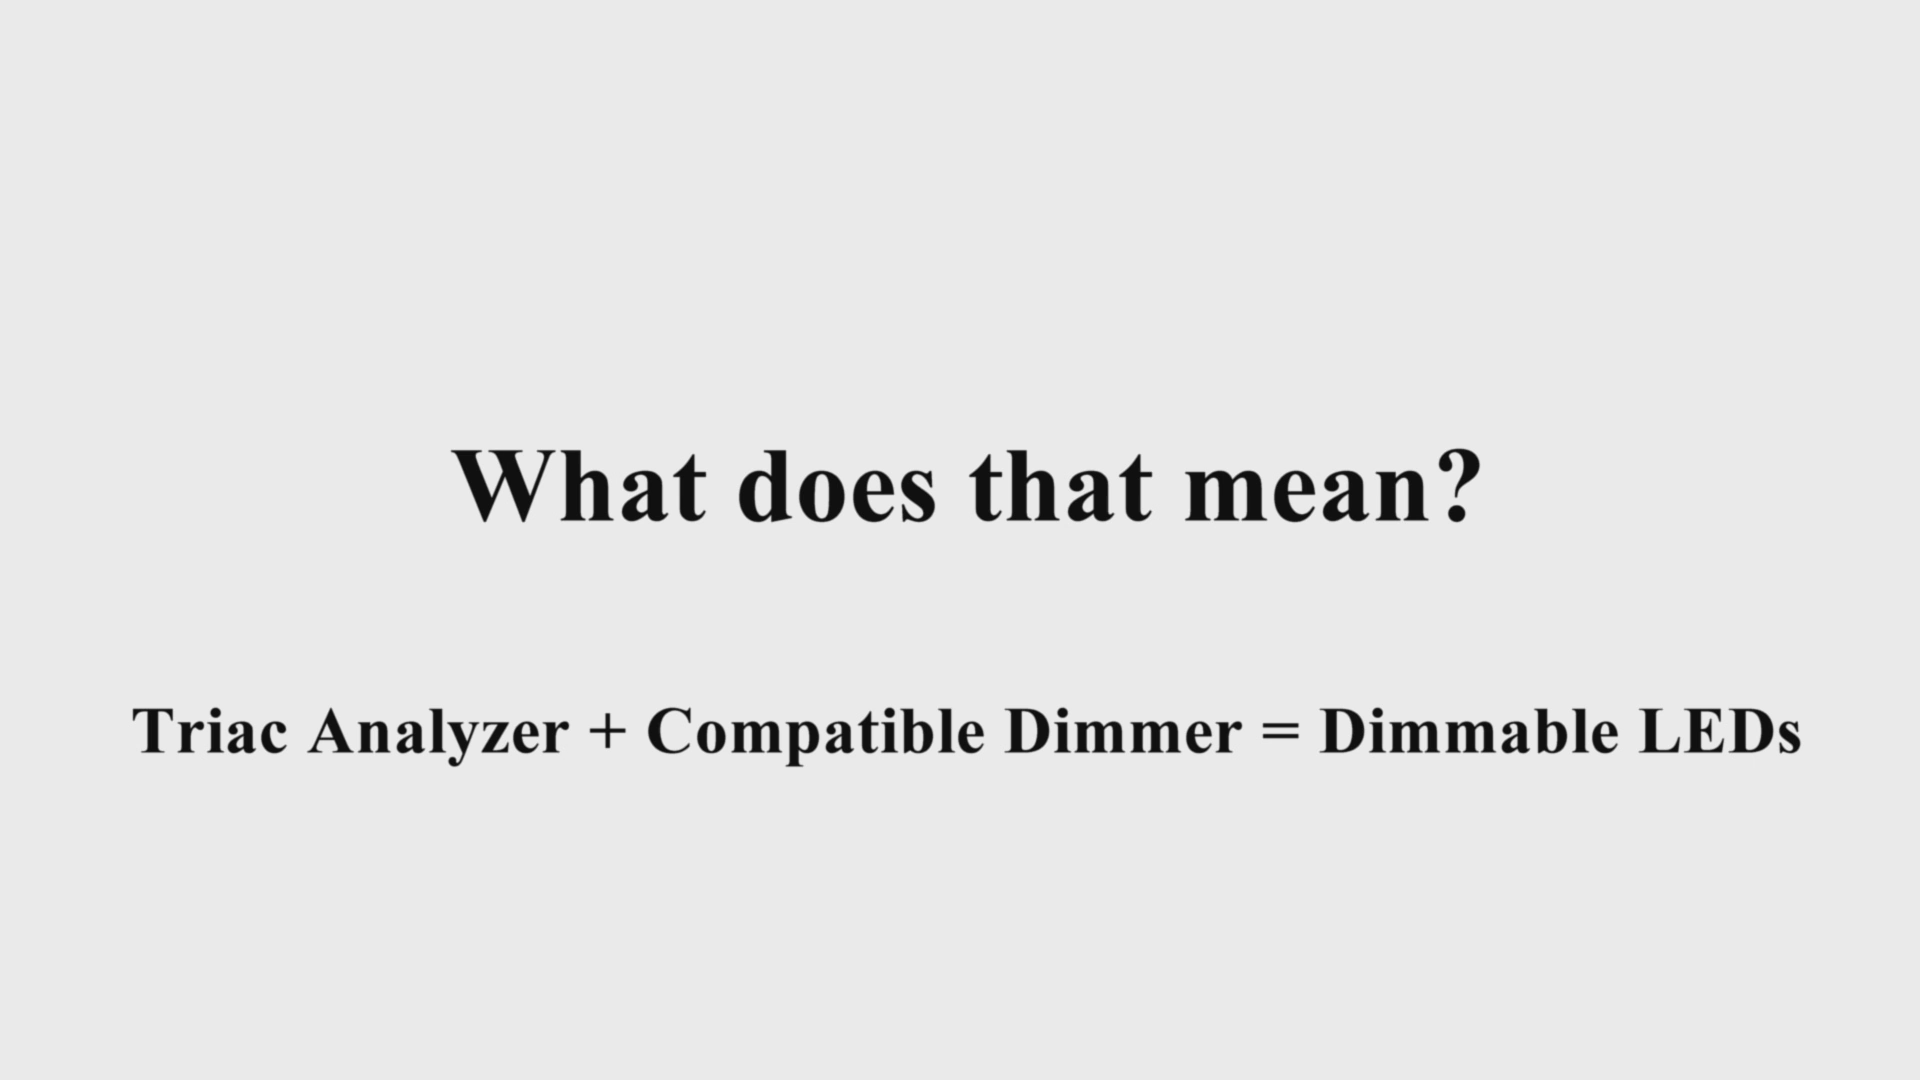 What does that mean?
Triac Analyzer + Compatible Dimmer = Dimmable LEDs